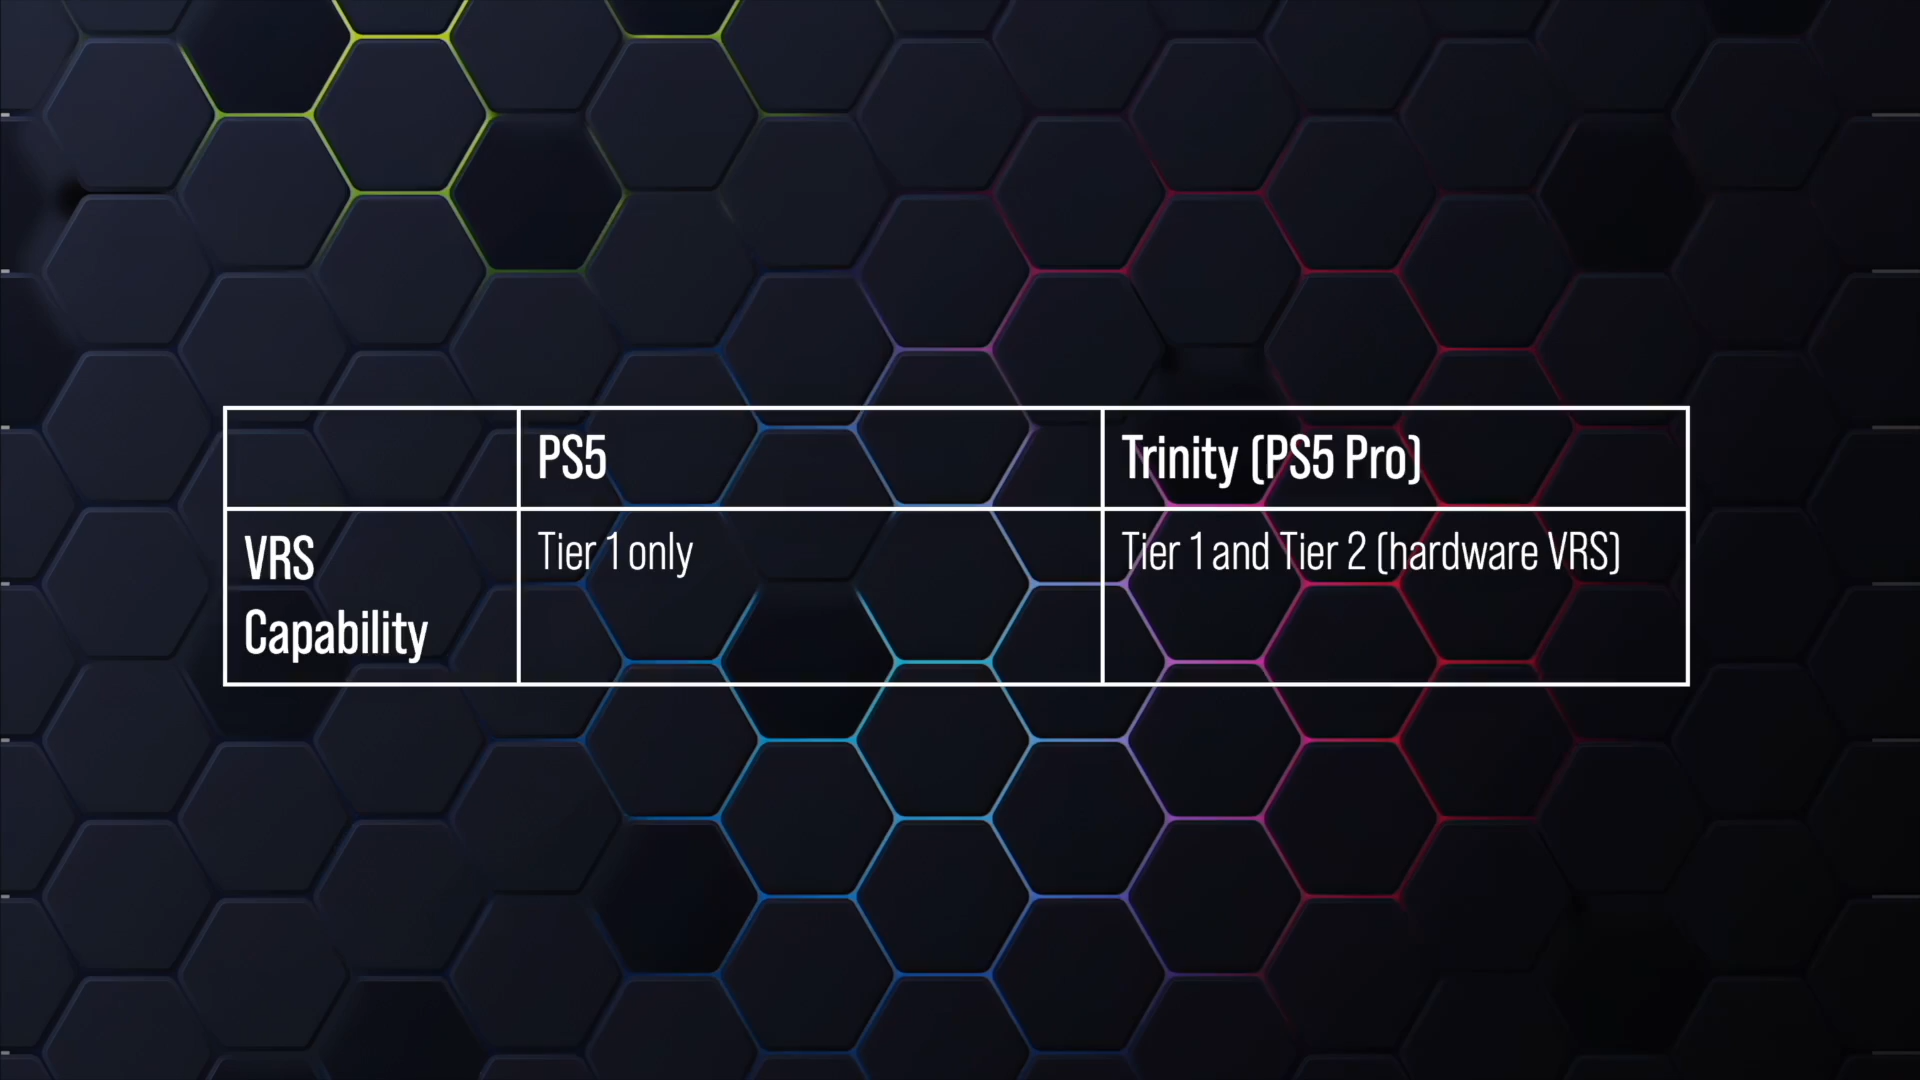 PS5
Trinity (PS5 Pro)
VRS
Capability
Tier 1 only
Tier 1 and Tier 2 (hardware VRS)